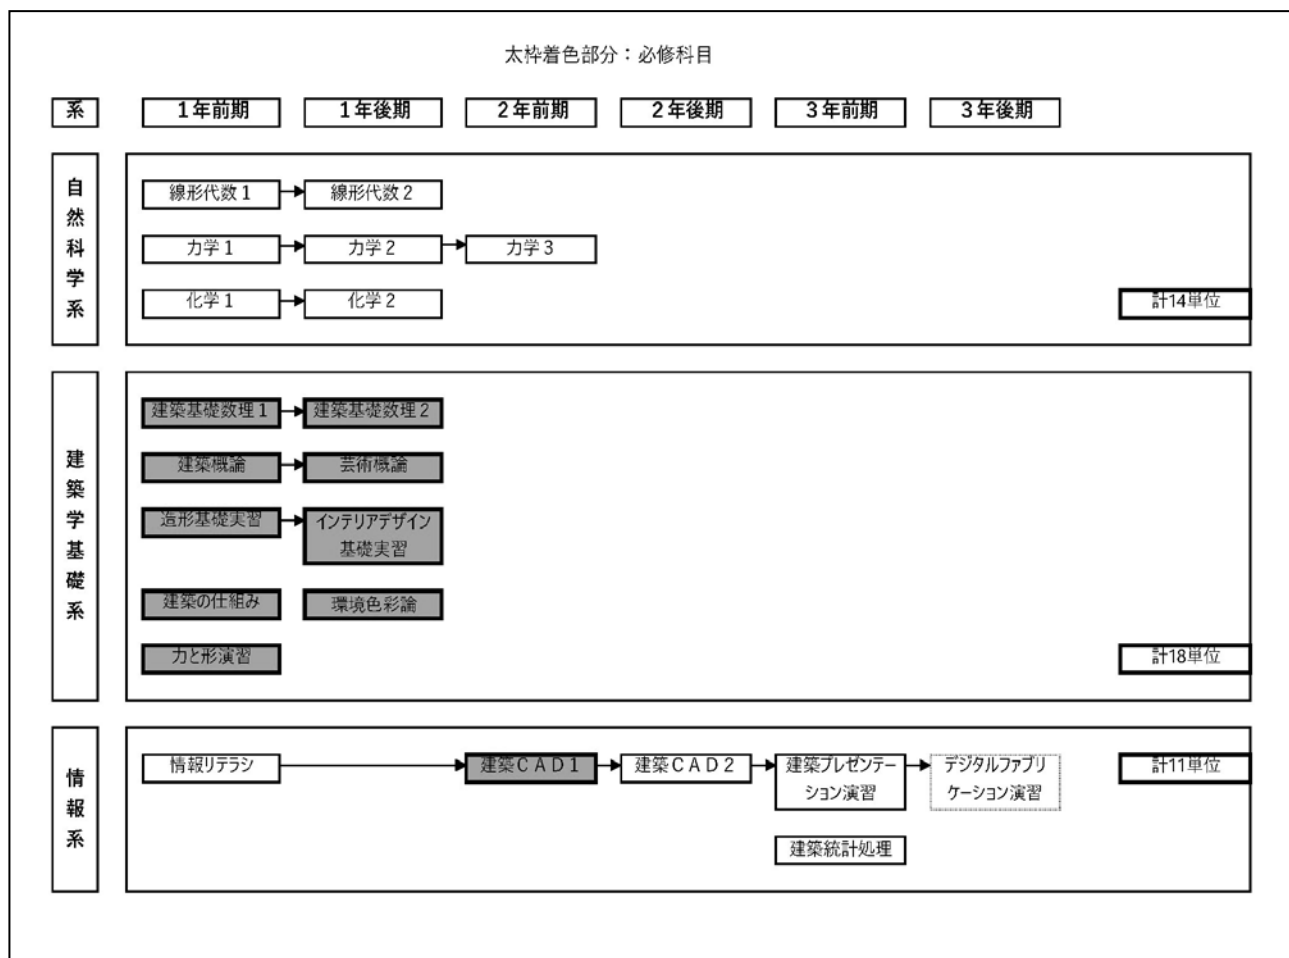 太枠着色部分：必修科目
系 １年前期 １年後期 ２年前期 ２年後期 ３年前期 ３年後期
自然科学系
線形代数１ 線形代数２
力学１ 力学２ 力学３
化学１ 化学２
計14単位
建築学基礎系
建築基礎数理１ 建築基礎数理２
建築概論 芸術概論
造形基礎実習 インテリアデザイン
基礎実習
建築の仕組み 環境色彩論
力と形演習
計18単位
情報系
情報リテラシ 建築ＣＡＤ１ 建築ＣＡＤ２ 建築プレゼンテー デジタルファブリ 計11単位
ション演習 ケーション演習
建築統計処理